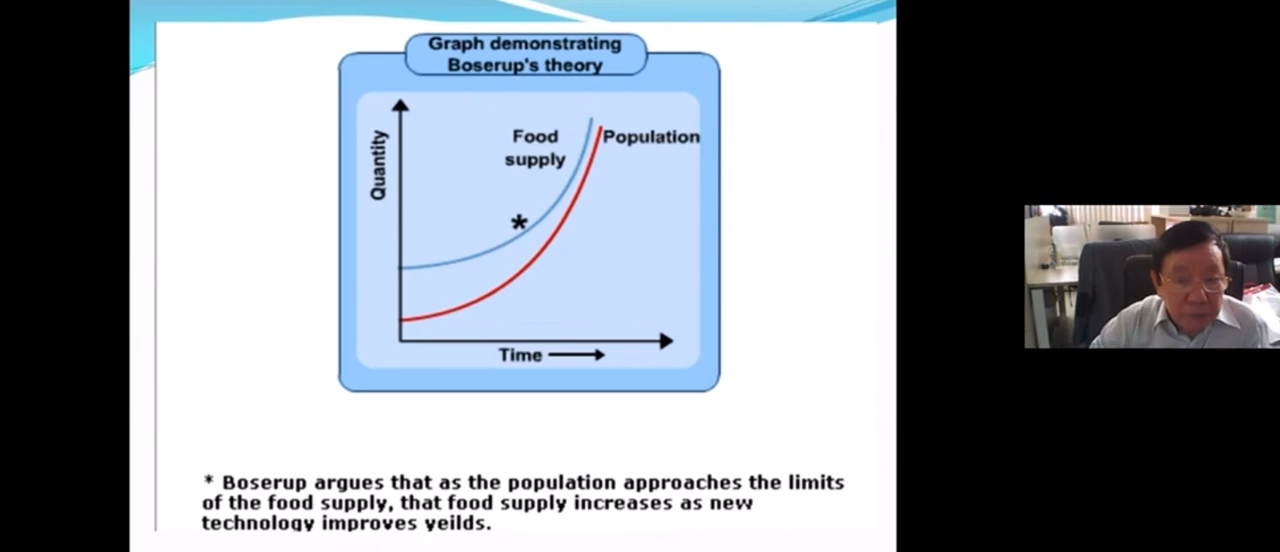 Graph demonstrating
Boserup's theory
Quantity
Food
supply
Population
*
Time
* Boserup argues that as the population approaches the limits
of the food supply, that food supply increases as new
technology improves yeilds.